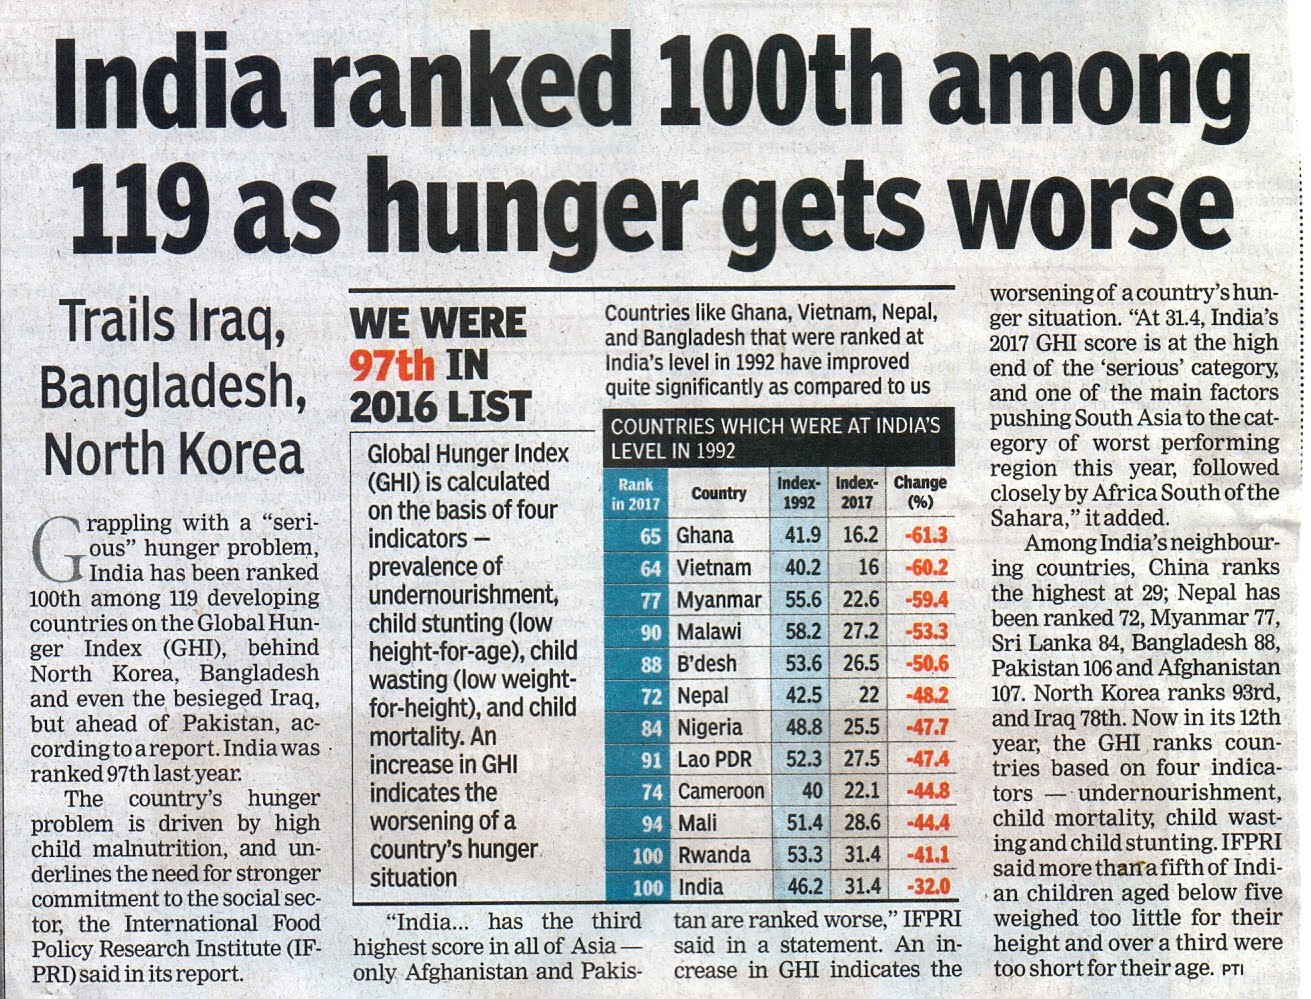 India ranked 100th among
119 as hunger gets worse
Trails Iraq,
Bangladesh,
North Korea
Grappling with a “seri-
ous” hunger problem,
India has been ranked
100th among 119 developing
countries on the Global Hun-
ger Index (GHI), behind
North Korea, Bangladesh
and even the besieged Iraq,
but ahead of Pakistan, ac-
cording to a report. India was
ranked 97th last year.
The country’s hunger
problem is driven by high
child malnutrition, and un-
derlines the need for stronger
commitment to the social sec-
tor, the International Food
Policy Research Institute (IF-
PRI) said in its report.
WE WERE
97th IN
2016 LIST
Global Hunger Index
(GHI) is calculated
on the basis of four
indicators —
prevalence of
undernourishment,
child stunting (low
height-for-age), child
wasting (low weight-
for-height), and child
mortality. An
increase in GHI
indicates the
worsening of a
country’s hunger
situation
Countries like Ghana, Vietnam, Nepal,
and Bangladesh that were ranked at
India’s level in 1992 have improved
quite significantly as compared to us
COUNTRIES WHICH WERE AT INDIA’S
LEVEL IN 1992
Rank in 2017 Country Index-1992 Index-2017 Change (%)
65 Ghana 41.9 16.2 -61.3
64 Vietnam 40.2 16 -60.2
77 Myanmar 55.6 22.6 -59.4
90 Malawi 58.2 27.2 -53.3
88 B’desh 53.6 26.5 -50.6
72 Nepal 42.5 22 -48.2
84 Nigeria 48.8 25.5 -47.7
91 Lao PDR 52.3 27.5 -47.4
74 Cameroon 40 22.1 -44.8
94 Mali 51.4 28.6 -44.4
100 Rwanda 53.3 31.4 -41.1
100 India 46.2 31.4 -32.0
“India... has the third
highest score in all of Asia —
only Afghanistan and Pakis-
tan are ranked worse,” IFPRI
said in a statement. An in-
crease in GHI indicates the
worsening of a country’s hun-
ger situation. “At 31.4, India’s
2017 GHI score is at the high
end of the ‘serious’ category,
and one of the main factors
pushing South Asia to the cat-
egory of worst performing
region this year, followed
closely by Africa South of the
Sahara,” it added.
Among India’s neighbour-
ing countries, China ranks
the highest at 29; Nepal has
been ranked 72, Myanmar 77,
Sri Lanka 84, Bangladesh 88,
Pakistan 106 and Afghanistan
107. North Korea ranks 93rd,
and Iraq 78th. Now in its 12th
year, the GHI ranks coun-
tries based on four indica-
tors — undernourishment,
child mortality, child wast-
ing and child stunting. IFPRI
said more than a fifth of Indi-
an children aged below five
weighed too little for their
height and over a third were
too short for their age. PTI